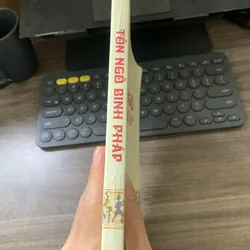 TÔN NGÔ BINH PHÁP